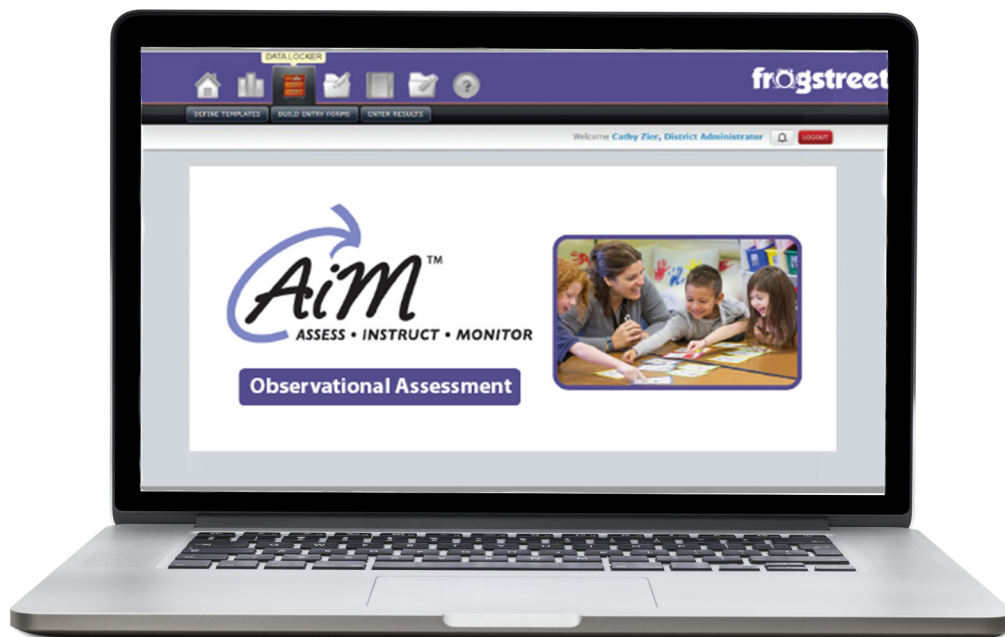 DATA LOCKER
frogstreet
DEFINE TEMPLATES BUILD ENTRY FORMS ENTER RESULTS
Welcome Cathy Zier, District Administrator LOGOUT
AiM™
ASSESS • INSTRUCT • MONITOR
Observational Assessment